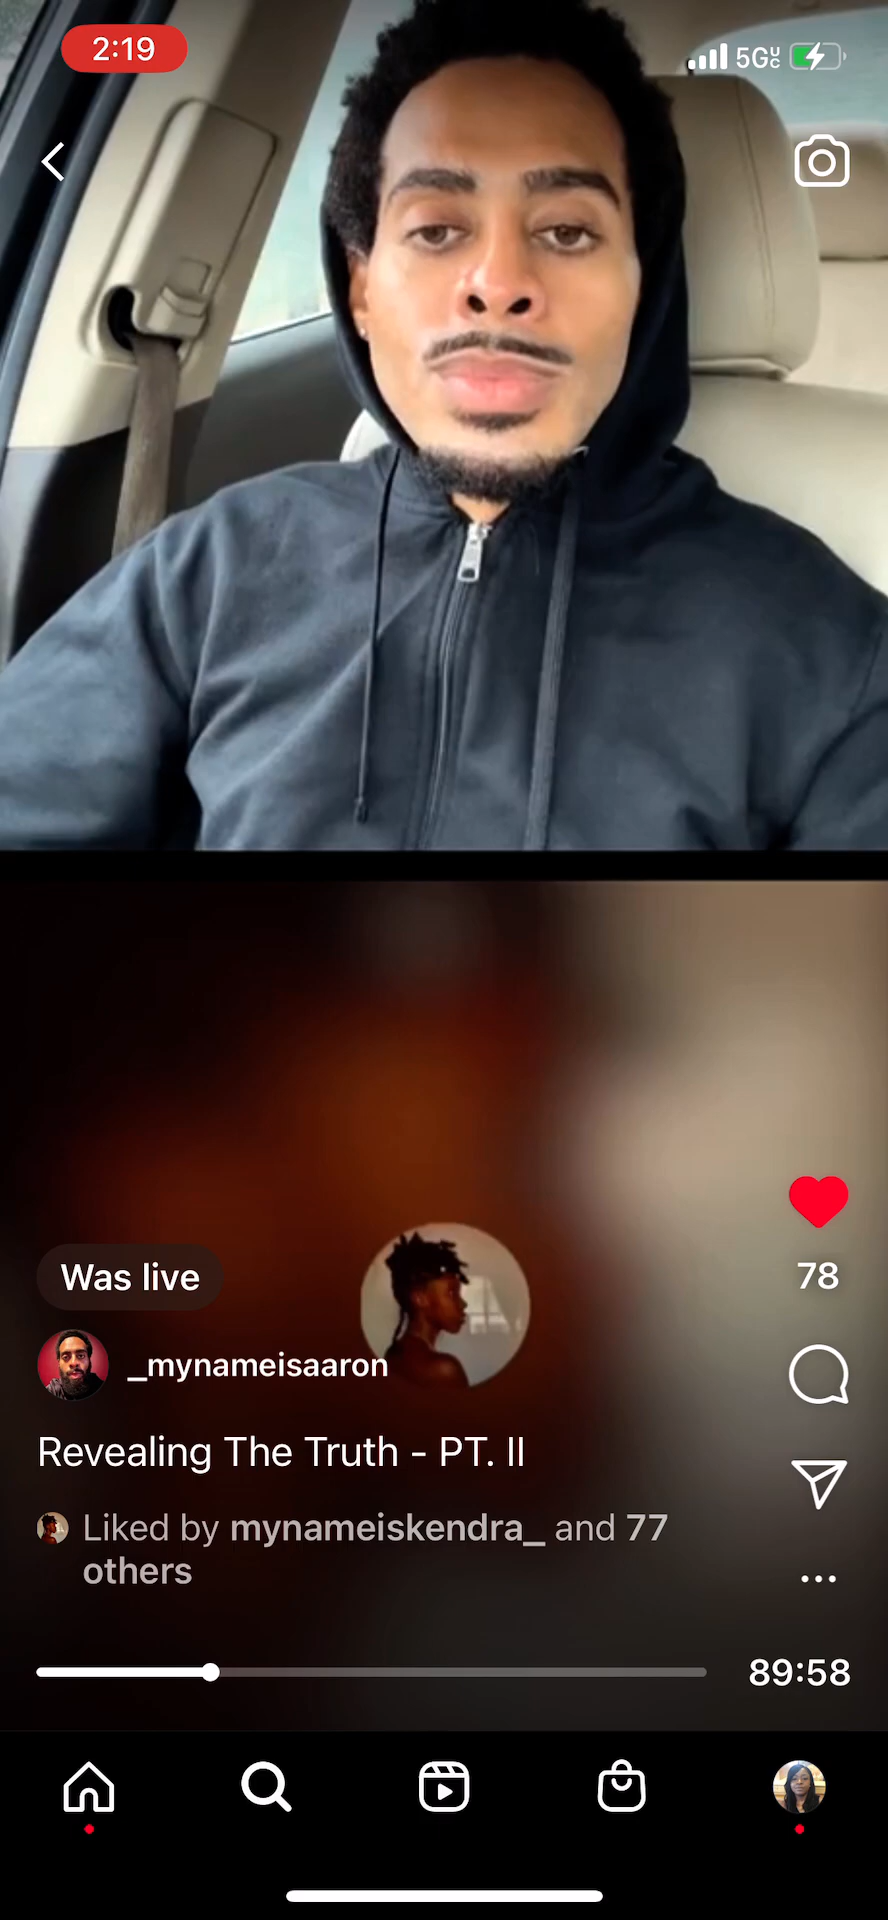 2:19
5GUC
Was live
_mynameisaaron
Revealing The Truth - PT. II
Liked by mynameiskendra_ and 77
others
78
89:58